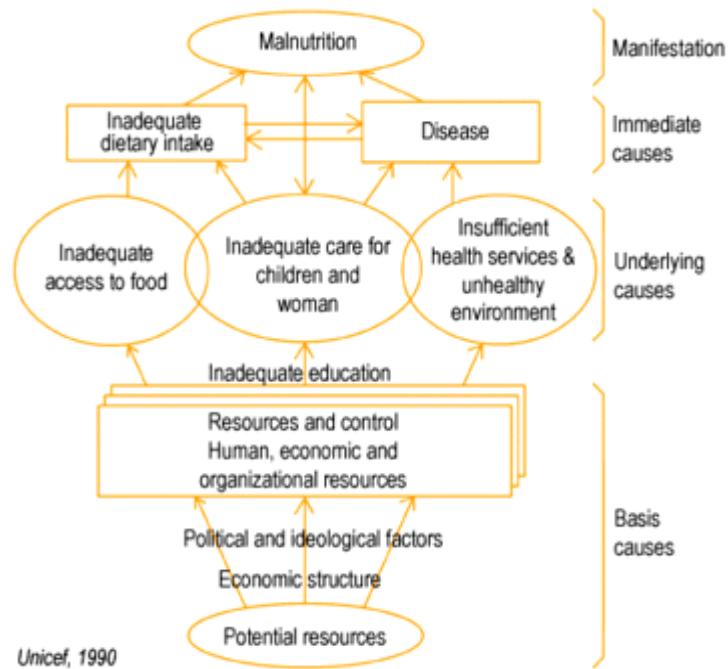 Malnutrition
Manifestation
Inadequate
dietary intake
Disease
Immediate
causes
Inadequate
access to food
Inadequate care for
children and
woman
Insufficient
health services &
unhealthy
environment
Underlying
causes
Inadequate education
Resources and control
Human, economic and
organizational resources
Political and ideological factors
Economic structure
Basis
causes
Potential resources
Unicef, 1990